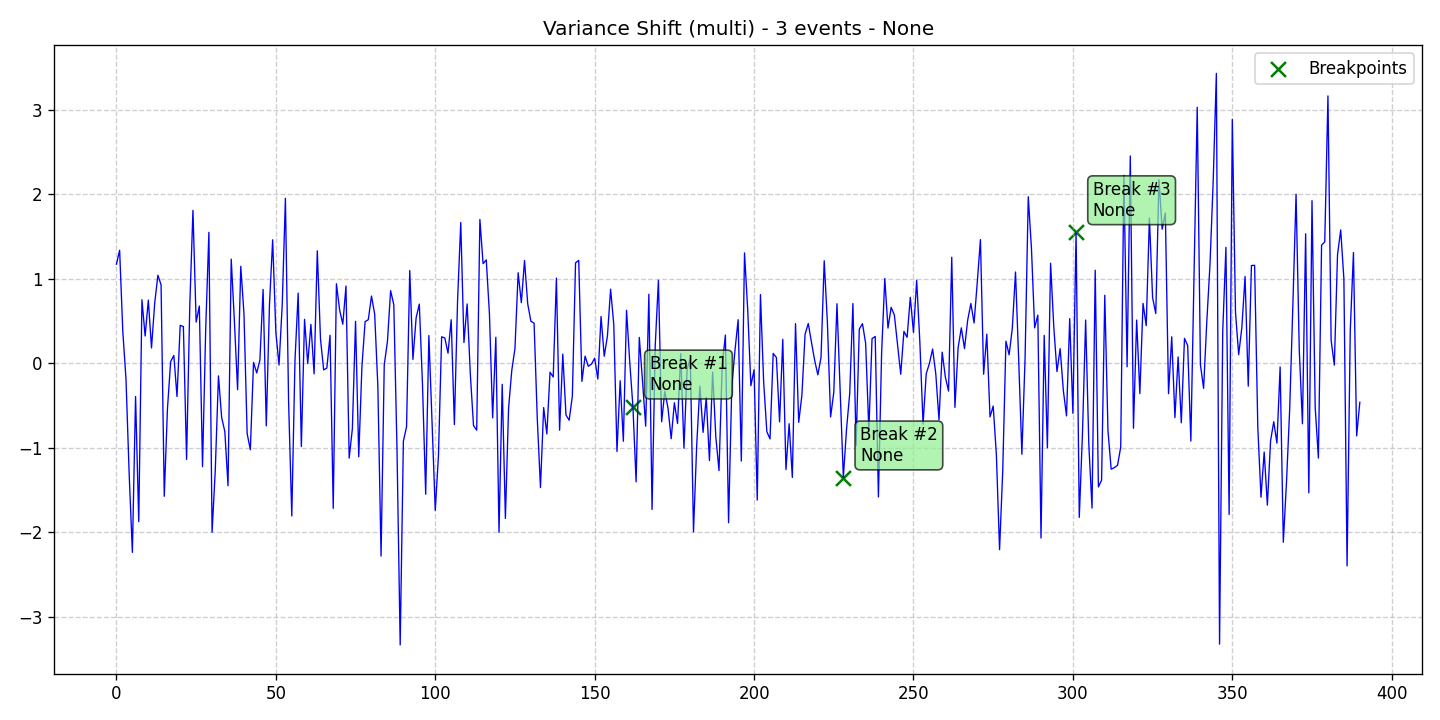 Variance Shift (multi) - 3 events - None
Breakpoints
3
2
1
0
−1
−2
−3
Break #1
None
Break #2
None
Break #3
None
0
50
100
150
200
250
300
350
400